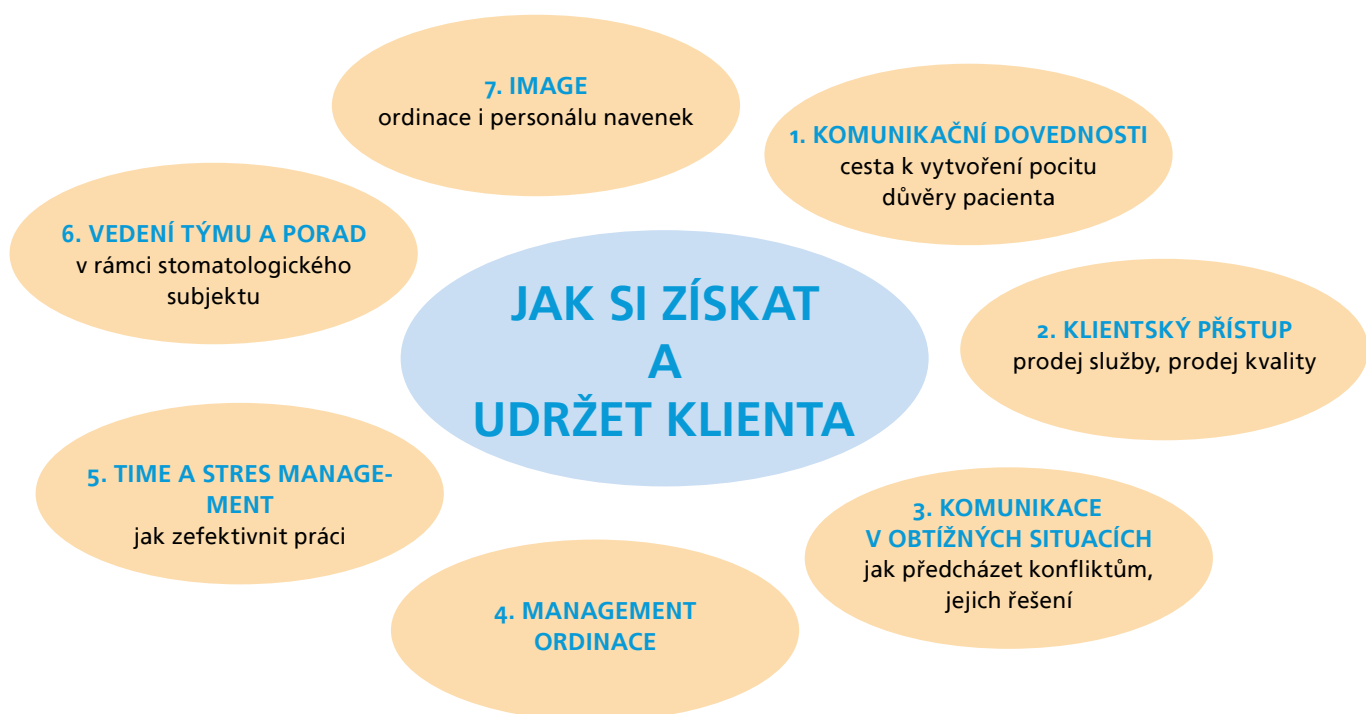 7. IMAGE
ordinace i personálu navenek
1. KOMUNIKAČNÍ DOVEDNOSTI
cesta k vytvoření pocitu
důvěry pacienta
6. VEDENÍ TÝMU A PORAD
v rámci stomatologického
subjektu
JAK SI ZÍSKAT
A
UDRŽET KLIENTA
2. KLIENTSKÝ PŘÍSTUP
prodej služby, prodej kvality
5. TIME A STRES MANAGE-
MENT
jak zefektivnit práci
3. KOMUNIKACE
V OBTÍŽNÝCH SITUACÍCH
jak předcházet konfliktům,
jejich řešení
4. MANAGEMENT
ORDINACE